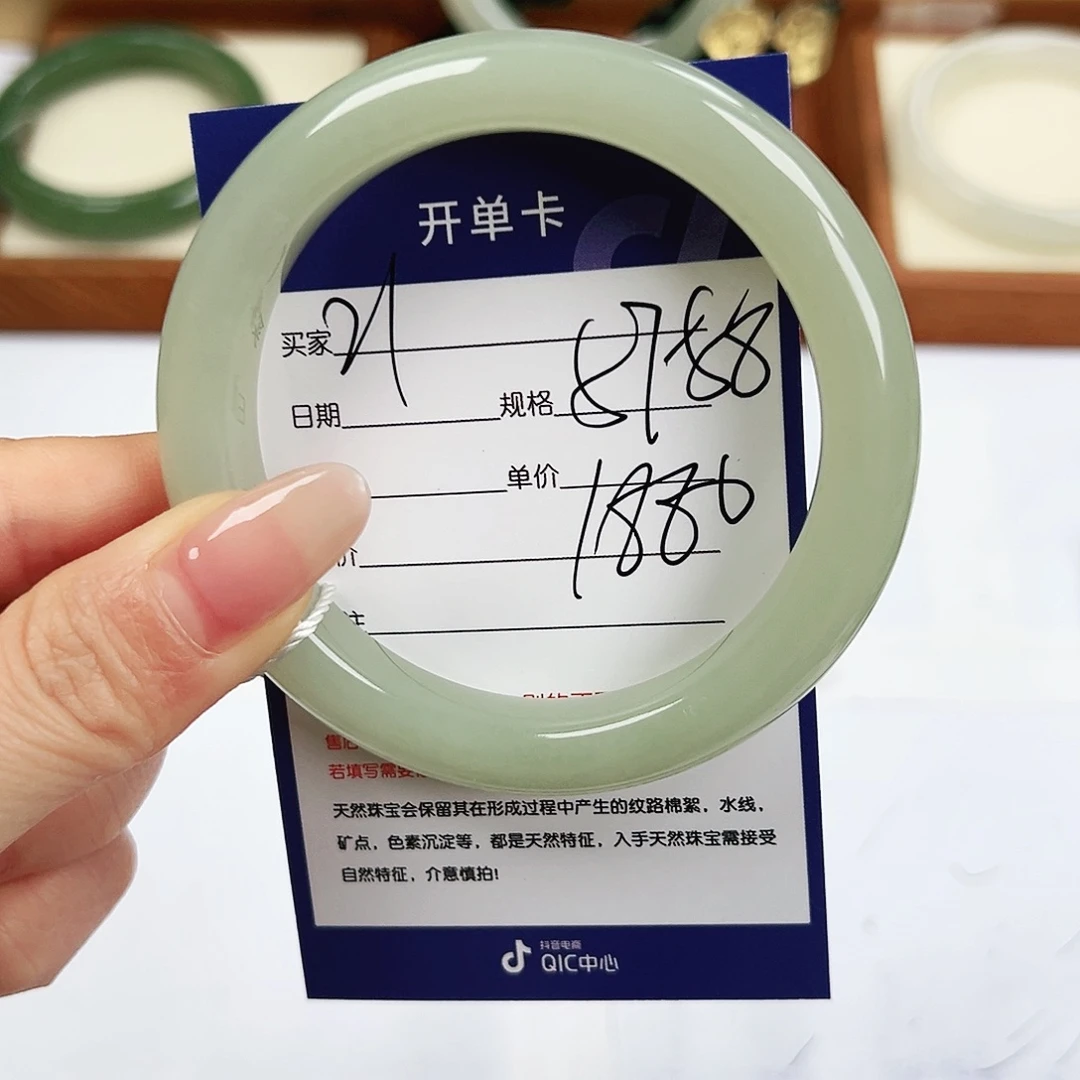 开单卡
买家 21
日期 规格
单价 1880
价
注
售后
若填写需要
天然珠宝会保留其在形成过程中产生的纹路棉絮，水线，
矿点，色素沉淀等，都是天然特征，入手天然珠宝需接受
自然特征，介意慎拍!
抖音电商
QIC中心